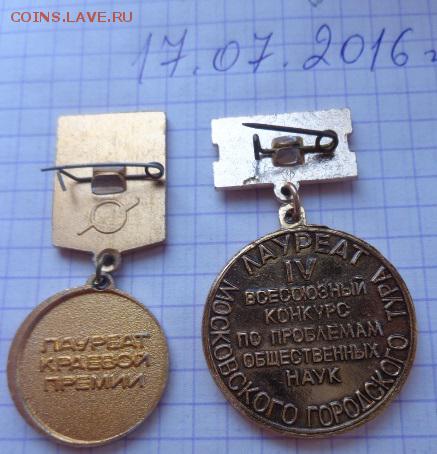 COINS.LAVE.RU
17.07.2016г
ЛАУРЕАТ
КРАЕВОЙ
ПРЕМИИ
ЛАУРЕАТ
IV
ВСЕСОЮЗНЫЙ
КОНКУРС
ПО ПРОБЛЕМАМ
ОБЩЕСТВЕННЫХ
НАУК
МОСКОВСКОГО ГОРОДСКОГО ТУРА